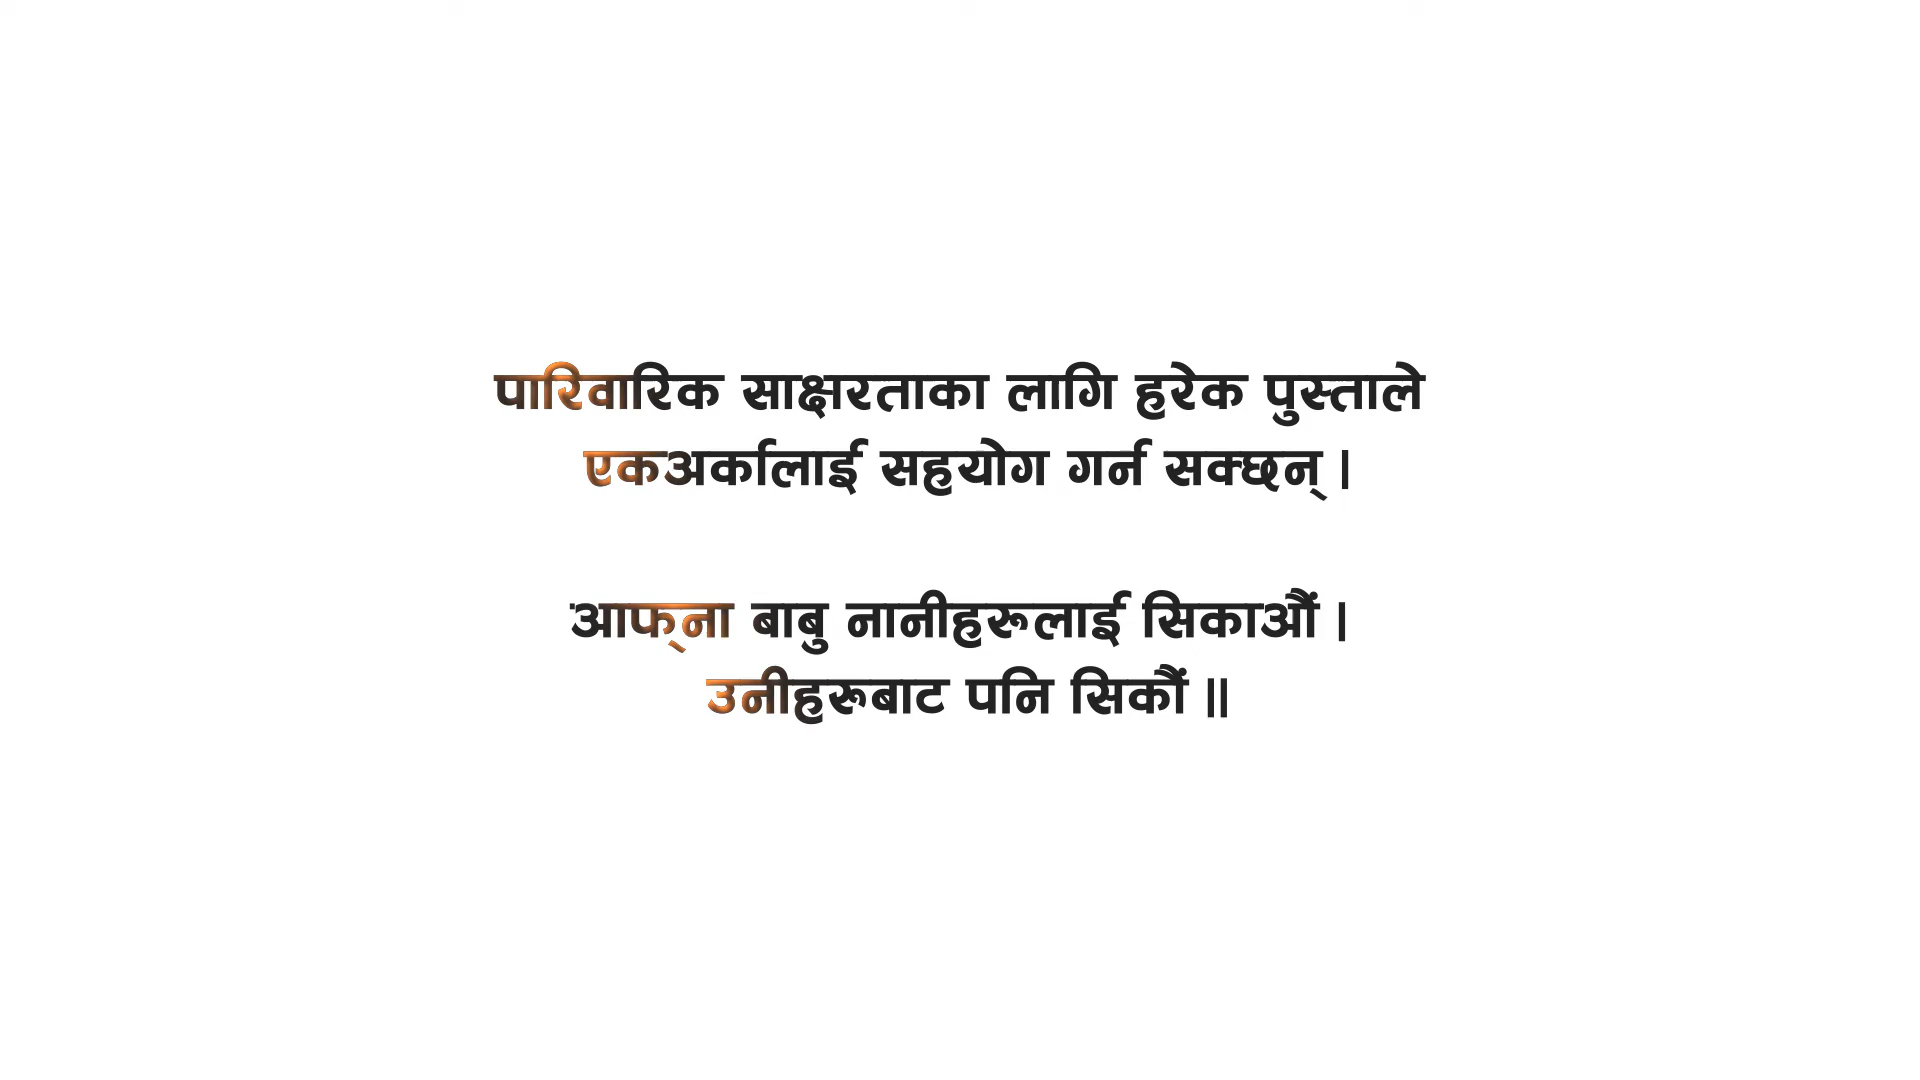 पारिवारिक साक्षरताका लागि हरेक पुस्ताले
एकअर्कालाई सहयोग गर्न सक्छन् ।
आफ्‌ना बाबु नानीहरूलाई सिकाऔं ।
उनीहरूबाट पनि सिकौं ॥